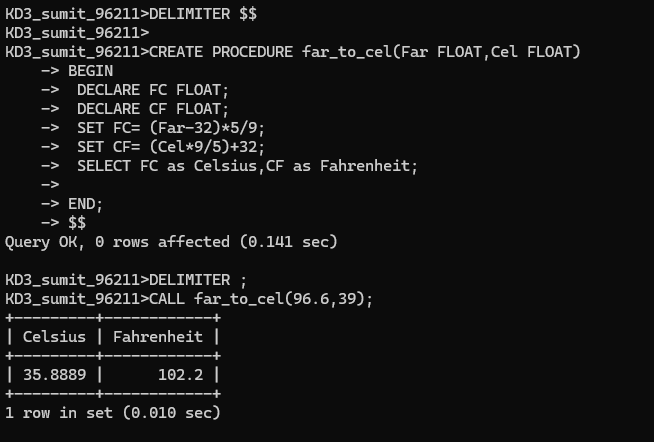 KD3_sumit_96211>DELIMITER $$
KD3_sumit_96211>
KD3_sumit_96211>CREATE PROCEDURE far_to_cel(Far FLOAT,Cel FLOAT)
    -> BEGIN
    ->  DECLARE FC FLOAT;
    ->  DECLARE CF FLOAT;
    ->  SET FC= (Far-32)*5/9;
    ->  SET CF= (Cel*9/5)+32;
    ->  SELECT FC as Celsius,CF as Fahrenheit;
    ->
    -> END;
    -> $$
Query OK, 0 rows affected (0.141 sec)

KD3_sumit_96211>DELIMITER ;
KD3_sumit_96211>CALL far_to_cel(96.6,39);
+---------+------------+
| Celsius | Fahrenheit |
+---------+------------+
| 35.8889 |      102.2 |
+---------+------------+
1 row in set (0.010 sec)